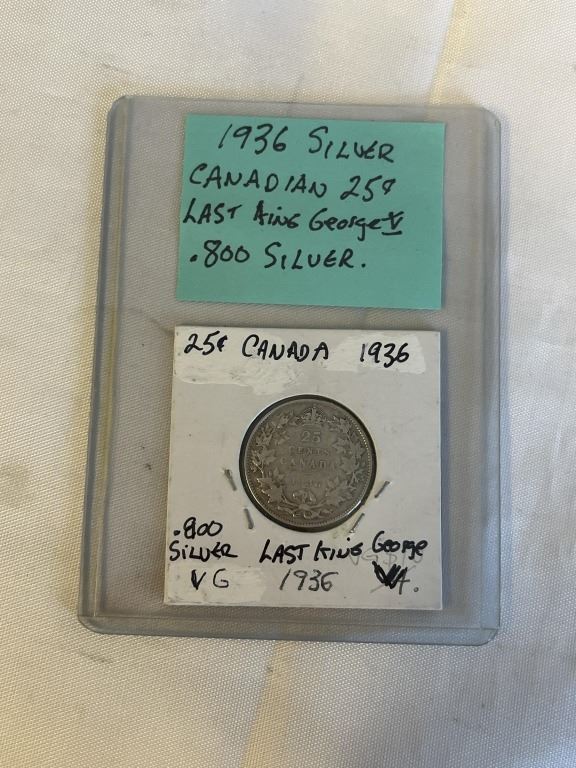 1936 SILVER
CANADIAN 25¢
LAST KING George V
.800 SILVER.
25¢ CANADA 1936
25
CENTS
CANADA
.800
SILVER LAST KING George
VG 1936